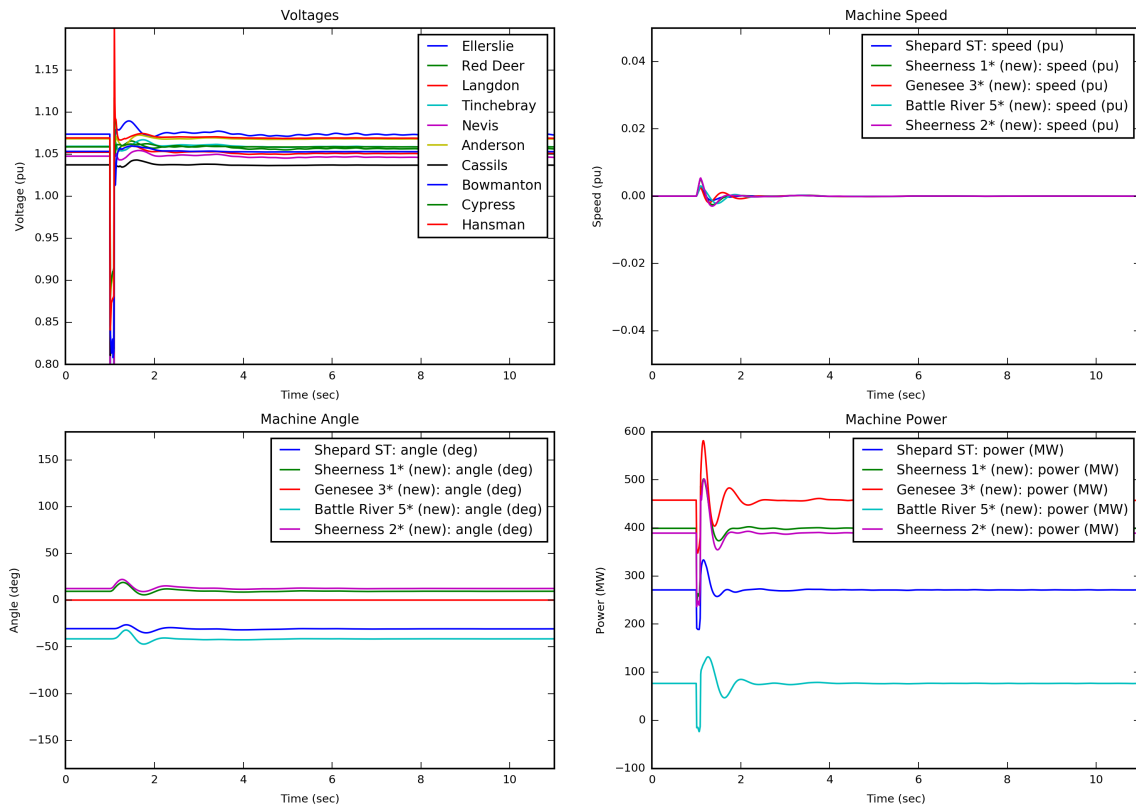 Voltages
1.15
1.10
1.05
1.00
0.95
0.90
0.85
0.80
Voltage (pu)
0 2 4 6 8 10
Time (sec)
Ellerslie
Red Deer
Langdon
Tinchebray
Nevis
Anderson
Cassils
Bowmanton
Cypress
Hansman
Machine Speed
0.04
0.02
0.00
−0.02
−0.04
Speed (pu)
0 2 4 6 8 10
Time (sec)
Shepard ST: speed (pu)
Sheerness 1* (new): speed (pu)
Genesee 3* (new): speed (pu)
Battle River 5* (new): speed (pu)
Sheerness 2* (new): speed (pu)
Machine Angle
150
100
50
0
−50
−100
−150
Angle (deg)
0 2 4 6 8 10
Time (sec)
Shepard ST: angle (deg)
Sheerness 1* (new): angle (deg)
Genesee 3* (new): angle (deg)
Battle River 5* (new): angle (deg)
Sheerness 2* (new): angle (deg)
Machine Power
600
500
400
300
200
100
0
−100
Power (MW)
0 2 4 6 8 10
Time (sec)
Shepard ST: power (MW)
Sheerness 1* (new): power (MW)
Genesee 3* (new): power (MW)
Battle River 5* (new): power (MW)
Sheerness 2* (new): power (MW)